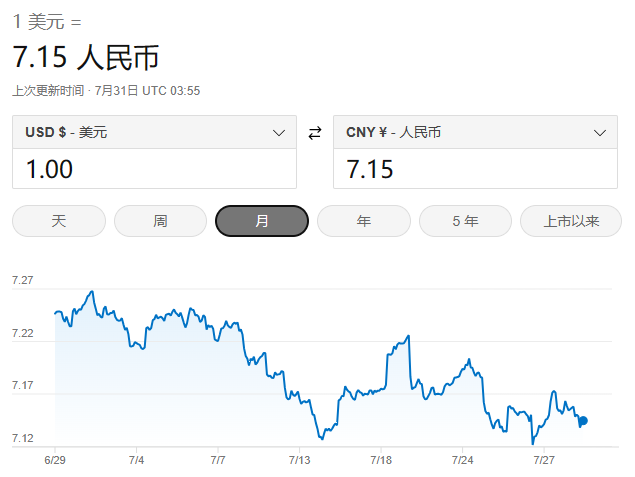 1 美元 =
7.15 人民币
上次更新时间 · 7月31日 UTC 03:55
USD $ - 美元
CNY ¥ - 人民币
1.00
7.15
天 周 月 年 5 年 上市以来
7.27
7.22
7.17
7.12
6/29 7/4 7/7 7/13 7/18 7/24 7/27